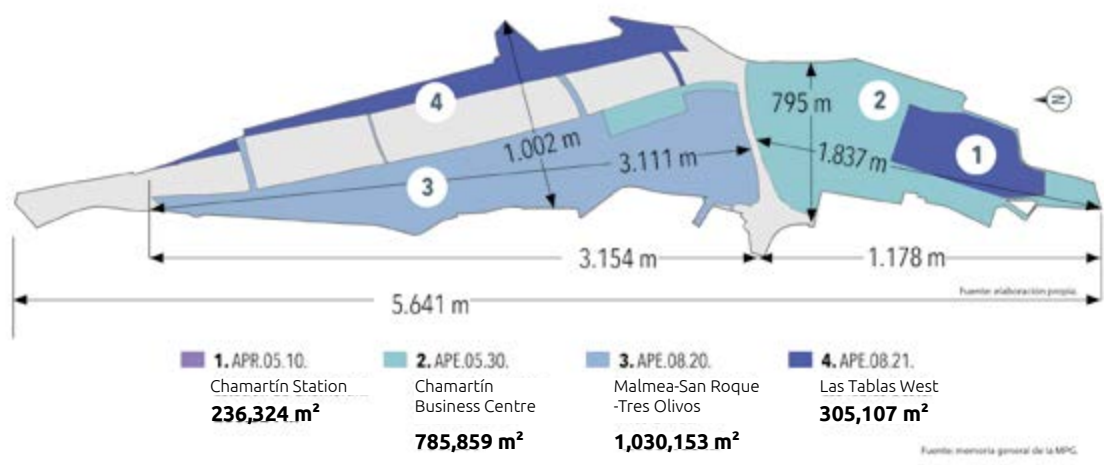 4
795 m
2
N
1.002 m
3.111 m
1.837 m
1
3
3.154 m
1.178 m
Fuente: elaboración propia.
5.641 m
1. APR.05.10.
Chamartín Station
236,324 m²
2. APE.05.30.
Chamartín
Business Centre
785,859 m²
3. APE.08.20.
Malmea-San Roque
-Tres Olivos
1,030,153 m²
4. APE.08.21.
Las Tablas West
305,107 m²
Fuente: memoria general de la MPG.